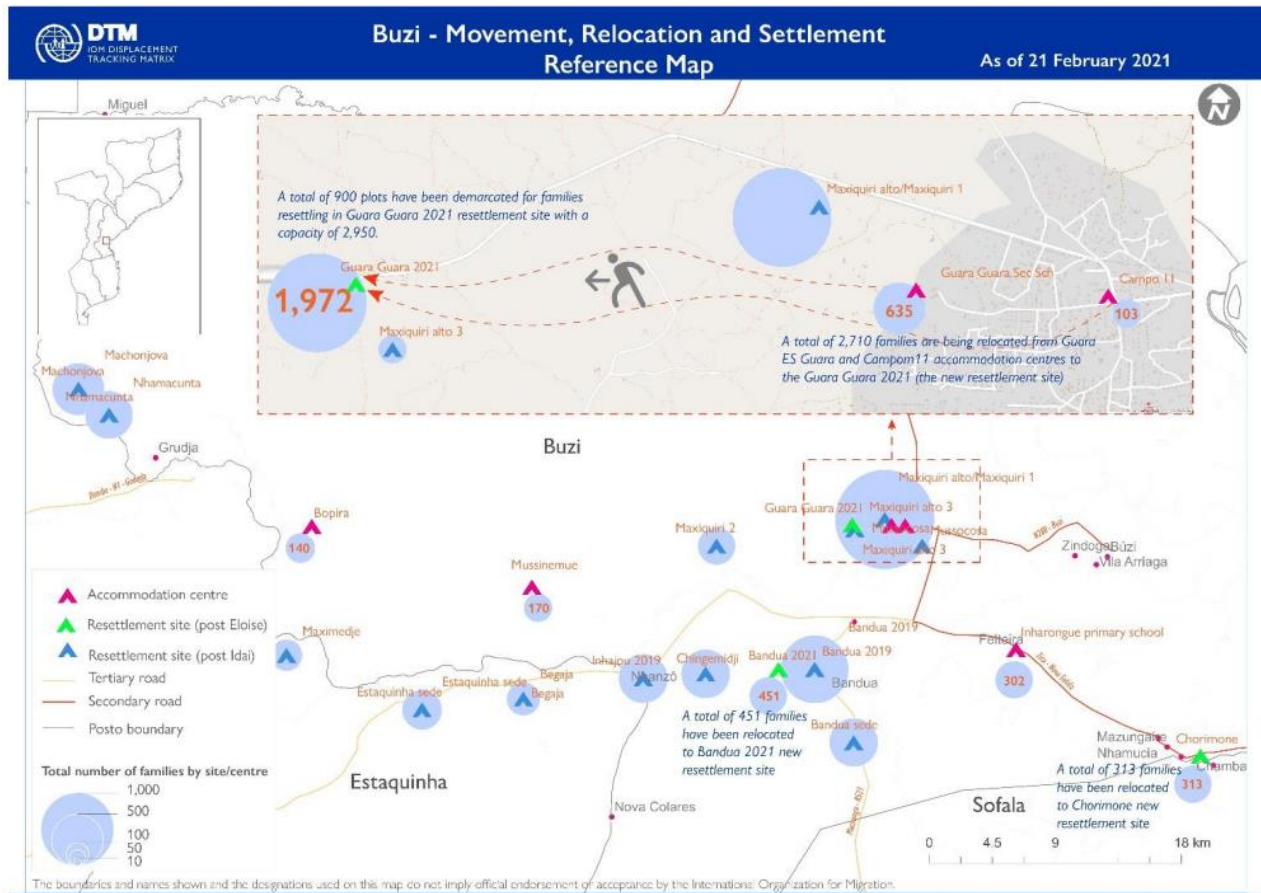 DTM
IOM DISPLACEMENT
TRACKING MATRIX
Buzi - Movement, Relocation and Settlement
Reference Map
As of 21 February 2021
N
Miguel
A total of 900 plots have been demarcated for families
resettling in Guara Guara 2021 resettlement site with a
capacity of 2,950.
Maxiquiri alto/Maxiquiri 1
Guara Guara 2021
1,972
Maxiquiri alto 3
Guara Guara Sec Sch
635
Campo 11
103
A total of 2,710 families are being relocated from Guara
ES Guara and Campom11 accommodation centres to
the Guara Guara 2021 (the new resettlement site)
Machonjova
Machonjova
Nhamacunta
Nhamacunta
Grudja
Buzi
Maxiquiri alto/Maxiquiri 1
Guara Guara 2021
Maxiquiri alto 3
Mussocosa
Maxiquiri alto 3
Bopira
140
Maxiquiri 2
Zindoga
Búzi
Vila Arriaga
Mussinemue
170
Accommodation centre
Resettlement site (post Eloise)
Resettlement site (post Idai)
Tertiary road
Secondary road
Posto boundary
Total number of families by site/centre
1,000
500
100
50
10
Maximedje
Estaquinha sede
Estaquinha sede
Begaja
Begaja
Inhajou 2019
Chingemidji
Bandua 2021
Bandua 2019
Bandua 2019
Bandua
451
A total of 451 families
have been relocated
to Bandua 2021 new
resettlement site
Bandua sede
Inharongue primary school
302
Estaquinha
Nova Colares
Sofala
Mazungaire
Nhamucia
Chorimone
Chamba
313
A total of 313 families
have been relocated
to Chorimone new
resettlement site
0 4.5 9 18 km
The boundaries and names shown and the designations used on this map do not imply official endorsement or acceptance by the International Organization for Migration.